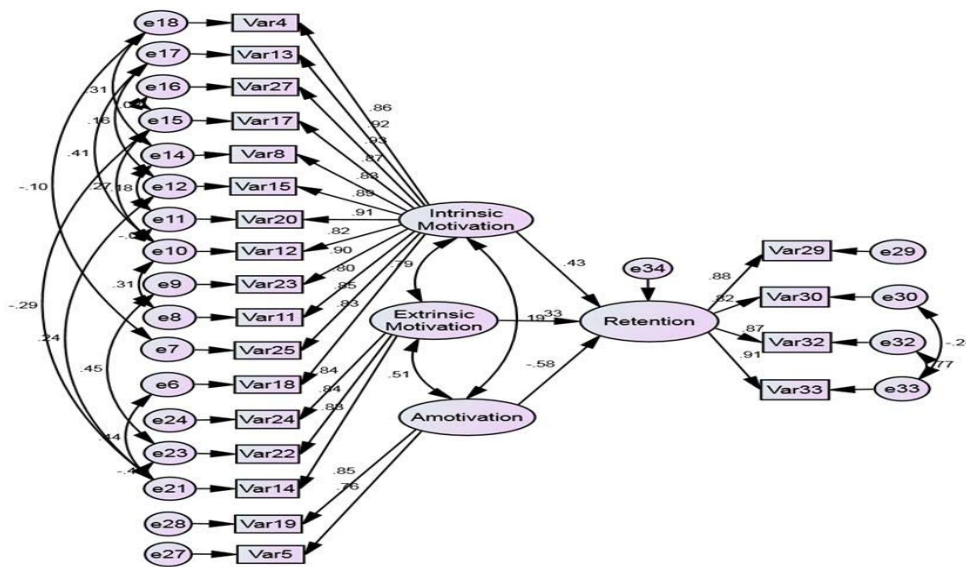 e18 Var4
e17 Var13
e16 Var27
e15 Var17
e14 Var8
e12 Var15
e11 Var20
e10 Var12
e9 Var23
e8 Var11
e7 Var25
e6 Var18
e24 Var24
e23 Var22
e21 Var14
e28 Var19
e27 Var5
.31
.16
.41
-.10
.27
.18
.31
-.29
.24
.45
.44
.86
.92
.93
.87
.83
.89
.91
.82
.90
.80
.85
.83
Intrinsic
Motivation
.79
Extrinsic
Motivation
.51
Amotivation
.84
.84
.83
.85
.76
.43
.19
.33
-.58
e34
Retention
.88
.82
.87
.91
Var29 e29
Var30 e30
Var32 e32
Var33 e33
.77